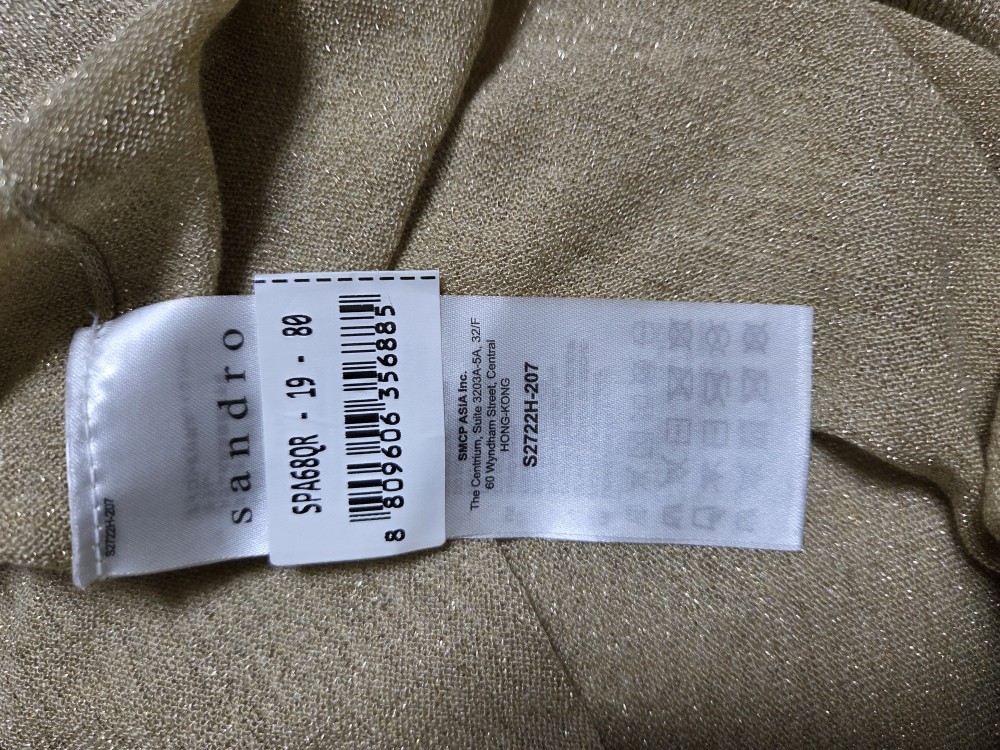 sandro
S2722H-207
SPA68QR - 19 - 80
8 809606 356885
SMCP ASIA Inc.
The Centrium, Suite 3203A-5A, 32/F
60 Wyndham Street, Central
HONG-KONG
S2722H-207